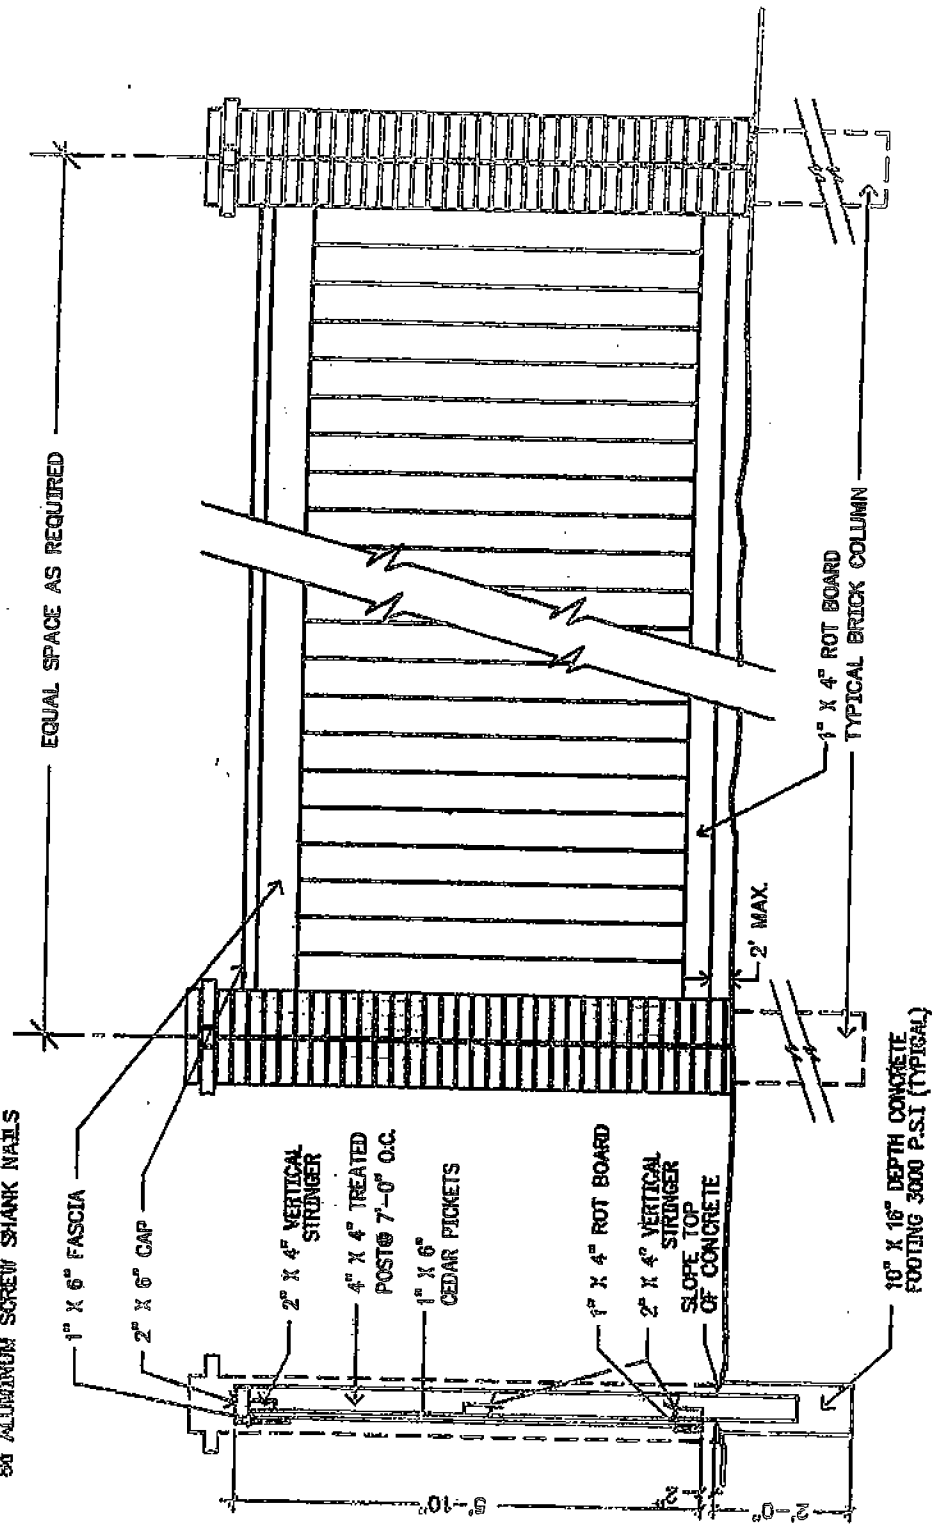 8d ALUMINUM SCREW SHANK NAILS
1" X 6" FASCIA
2" X 6" CAP
2" X 4" VERTICAL
STRINGER
4" X 4" TREATED
POST@ 7'-0" O.C.
1" X 6"
CEDAR PICKETS
1" X 4" ROT BOARD
2" X 4" VERTICAL
STRINGER
SLOPE TOP
OF CONCRETE
10" X 16" DEPTH CONCRETE
FOOTING 3000 P.S.I (TYPICAL)
5'-10"
2"
2'-0"
EQUAL SPACE AS REQUIRED
2' MAX.
1" X 4" ROT BOARD
TYPICAL BRICK COLUMN